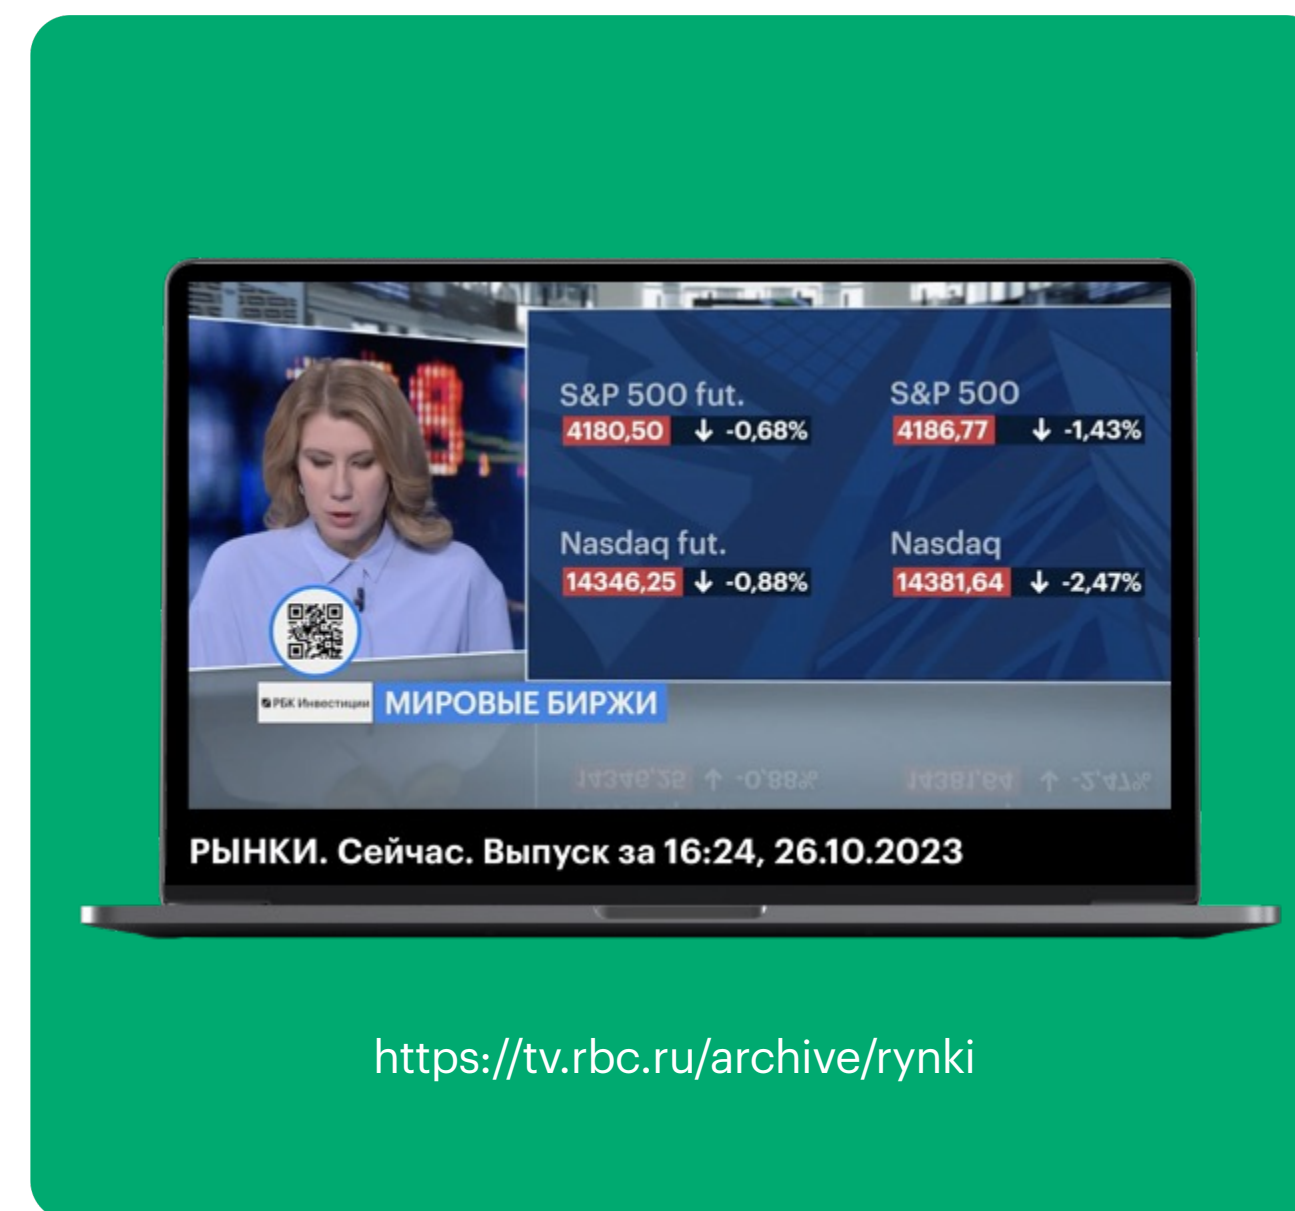 S&P 500 fut.
4180,50 ↓ -0,68%
S&P 500
4186,77 ↓ -1,43%
Nasdaq fut.
14346,25 ↓ -0,88%
Nasdaq
14381,64 ↓ -2,47%
РБК Инвестиции
МИРОВЫЕ БИРЖИ
РЫНКИ. Сейчас. Выпуск за 16:24, 26.10.2023
https://tv.rbc.ru/archive/rynki